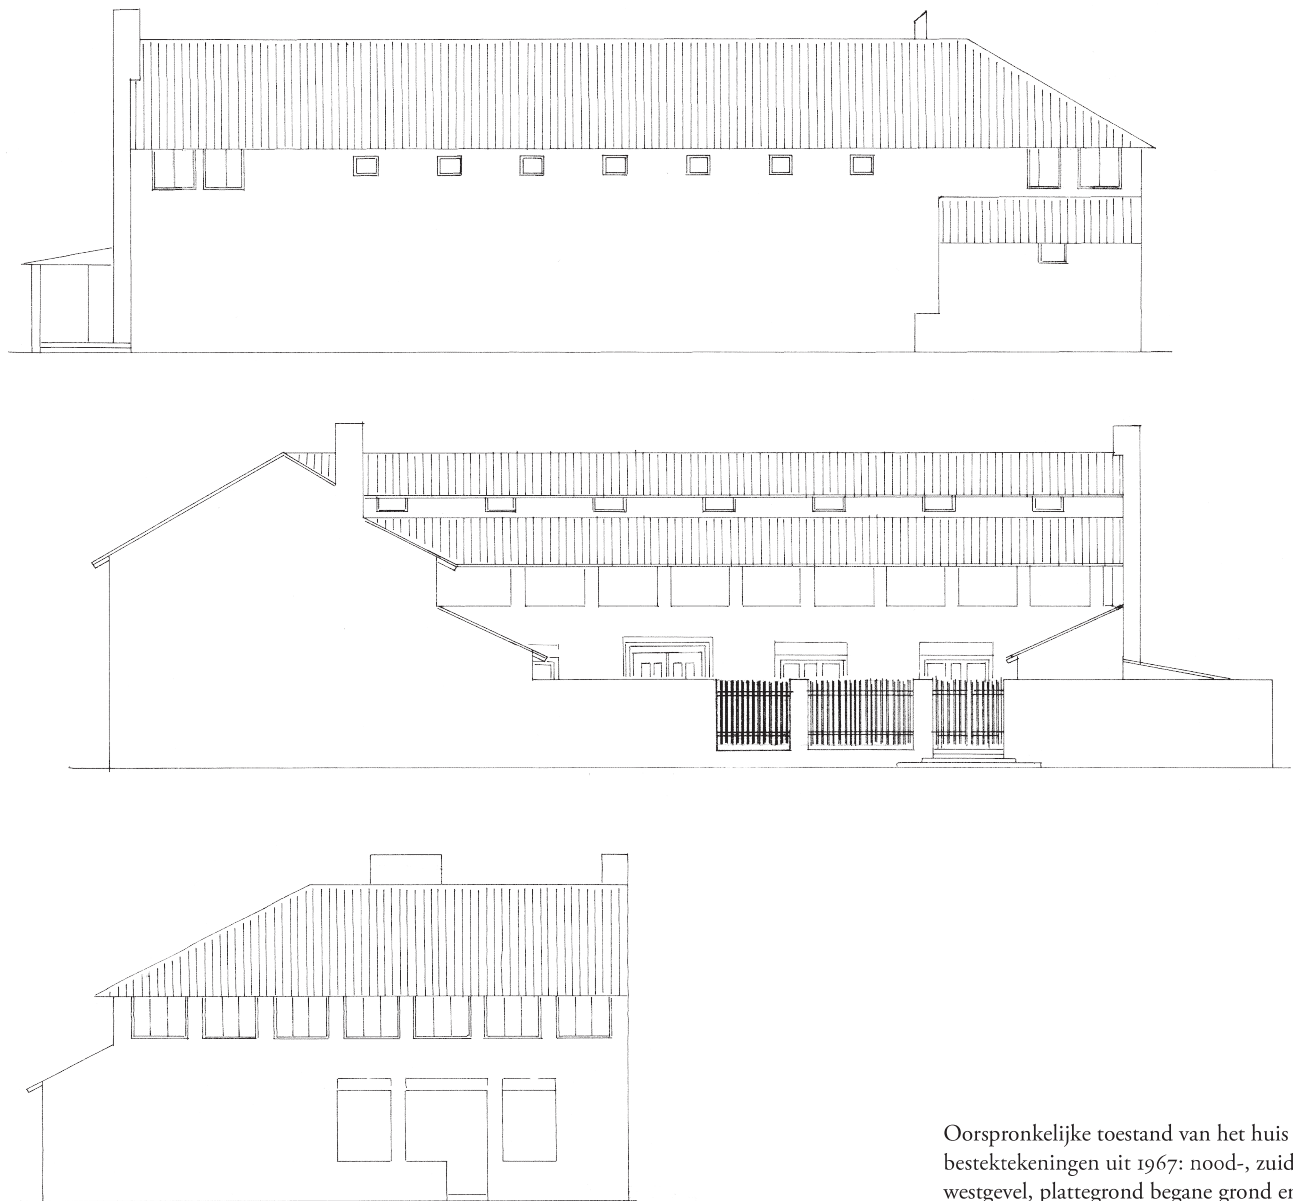 Oorspronkelijke toestand van het huis
bestektekeningen uit 1967: nood-, zuid
westgevel, plattegrond begane grond en